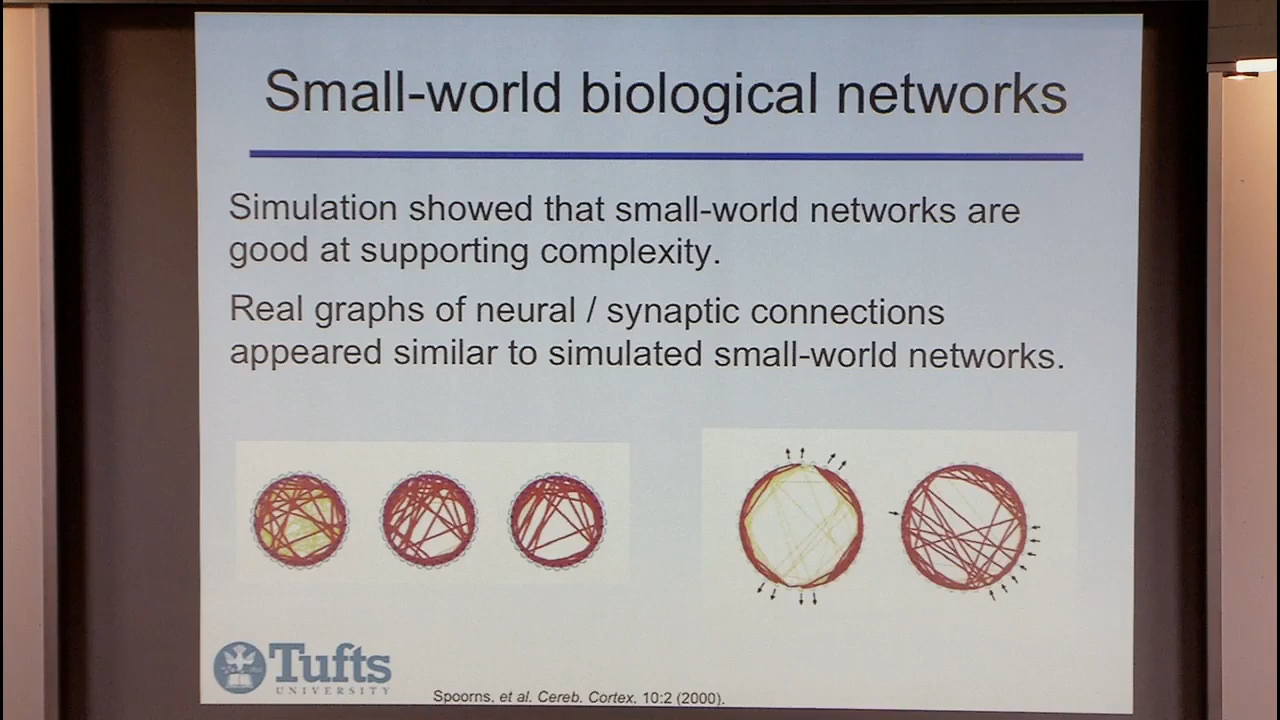 Small-world biological networks
Simulation showed that small-world networks are
good at supporting complexity.
Real graphs of neural / synaptic connections
appeared similar to simulated small-world networks.
Tufts
UNIVERSITY
Spoorns, et al. Cereb. Cortex, 10:2 (2000).